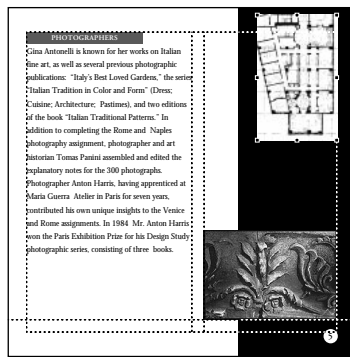 PHOTOGRAPHERS
Gina Antonelli is known for her works on Italian
fine art, as well as several previous photographic
publications: "Italy's Best Loved Gardens," the series
"Italian Tradition in Color and Form" (Dress;
Cuisine; Architecture; Pastimes), and two editions
of the book "Italian Traditional Patterns." In
addition to completing the Rome and Naples
photography assignment, photographer and art
historian Tomas Panini assembled and edited the
explanatory notes for the 300 photographs.
Photographer Anton Harris, having apprenticed at
Maria Guerra Atelier in Paris for seven years,
contributed his own unique insights to the Venice
and Rome assignments. In 1984 Mr. Anton Harris
won the Paris Exhibition Prize for his Design Study
photographic series, consisting of three books.
5